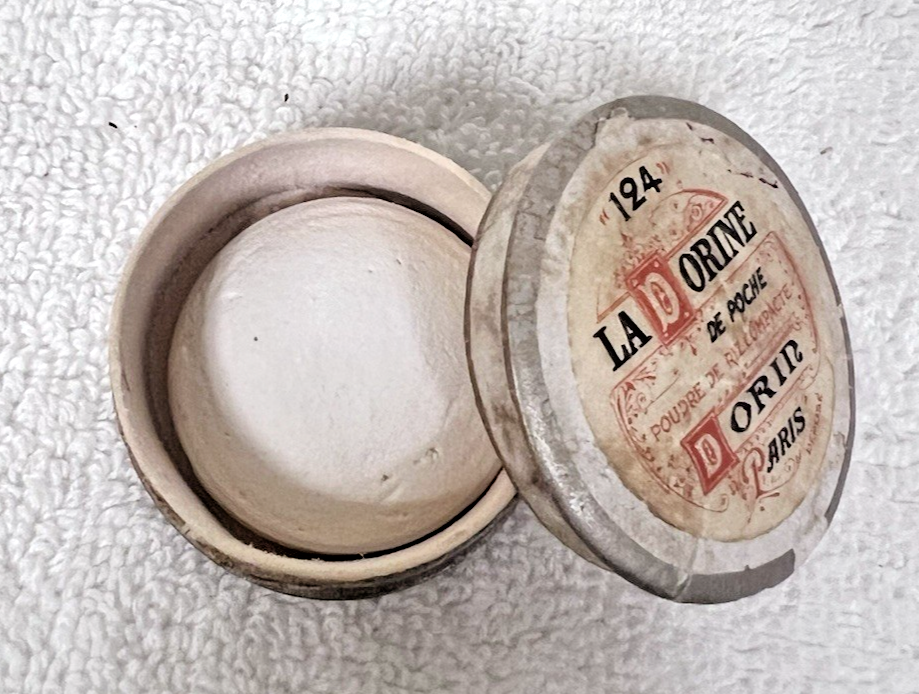 "124"
LA DORINE
DE POCHE
POUDRE DE RIZ COMPACTE
DORIN
PARIS